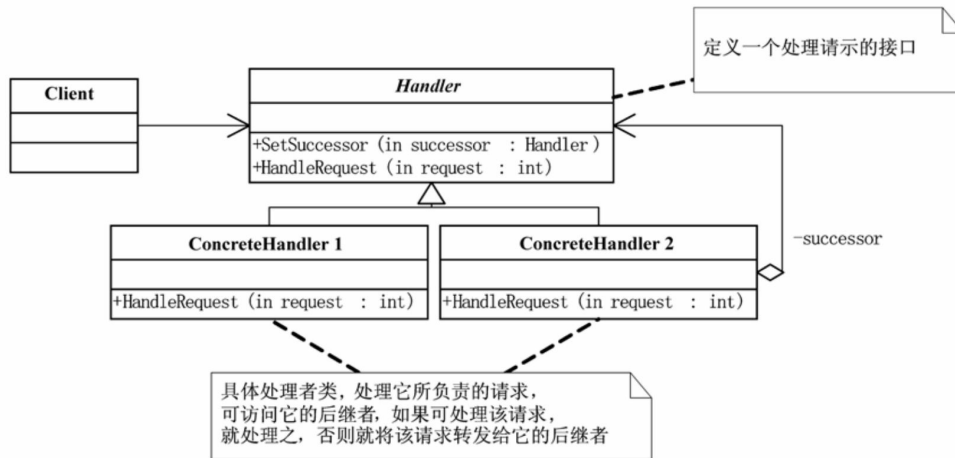 定义一个处理请示的接口
Handler
Client
+SetSuccessor (in successor : Handler)
+HandleRequest (in request : int)
ConcreteHandler 1
ConcreteHandler 2
-successor
+HandleRequest (in request : int)
+HandleRequest (in request : int)
具体处理者类，处理它所负责的请求，
可访问它的后继者，如果可处理该请求，
就处理之，否则就将该请求转发给它的后继者